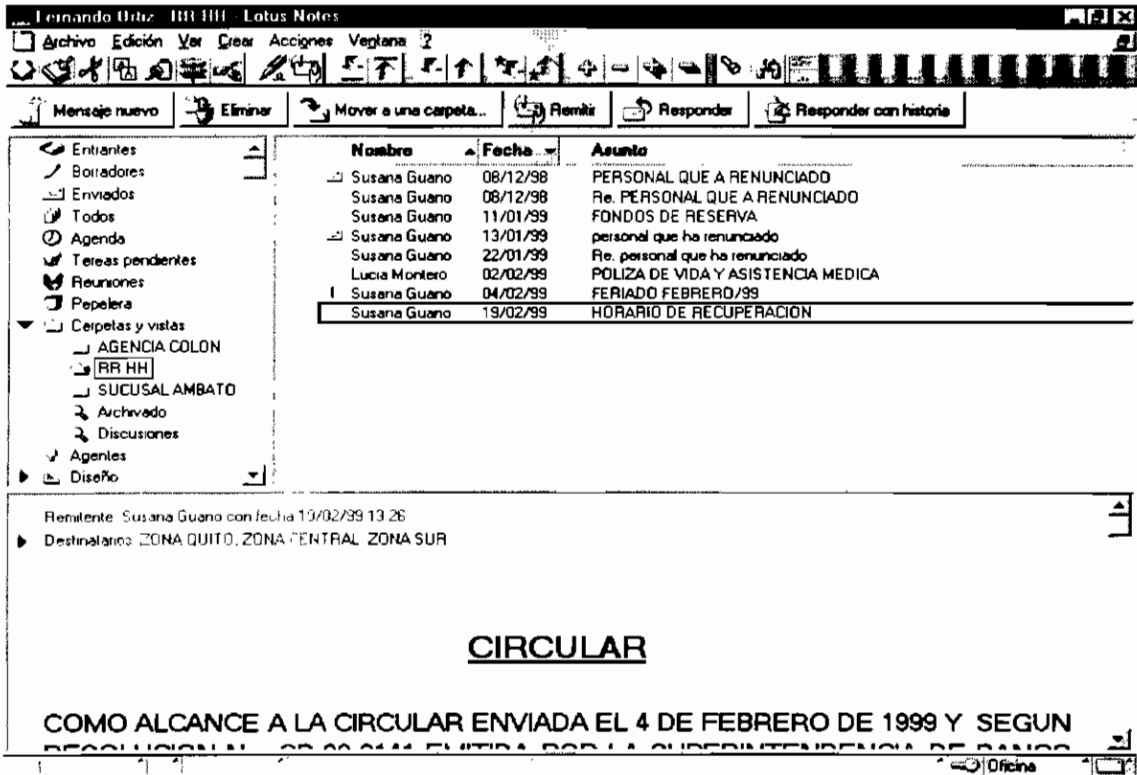 Fernando Ortiz - RR HH - Lotus Notes
Archivo Edición Ver Crear Acciones Ventana ?
Mensaje nuevo Eliminar Mover a una carpeta... Remitir Responder Responder con historia
Entrantes
Borradores
Enviados
Todos
Agenda
Tareas pendientes
Reuniones
Papelera
Carpetas y vistas
AGENCIA COLON
RR HH
SUCUSAL AMBATO
Archivado
Discusiones
Agentes
Diseño
Nombre Fecha Asunto
Susana Guano 08/12/98 PERSONAL QUE A RENUNCIADO
Susana Guano 08/12/98 Re. PERSONAL QUE A RENUNCIADO
Susana Guano 11/01/99 FONDOS DE RESERVA
Susana Guano 13/01/99 personal que ha renunciado
Susana Guano 22/01/99 Re. personal que ha renunciado
Lucia Montero 02/02/99 POLIZA DE VIDA Y ASISTENCIA MEDICA
! Susana Guano 04/02/99 FERIADO FEBRERO/99
Susana Guano 19/02/99 HORARIO DE RECUPERACION
Remitente Susana Guano con fecha 19/02/99 13 26
Destinatarios ZONA QUITO, ZONA CENTRAL ZONA SUR
CIRCULAR
COMO ALCANCE A LA CIRCULAR ENVIADA EL 4 DE FEBRERO DE 1999 Y SEGUN
Oficina